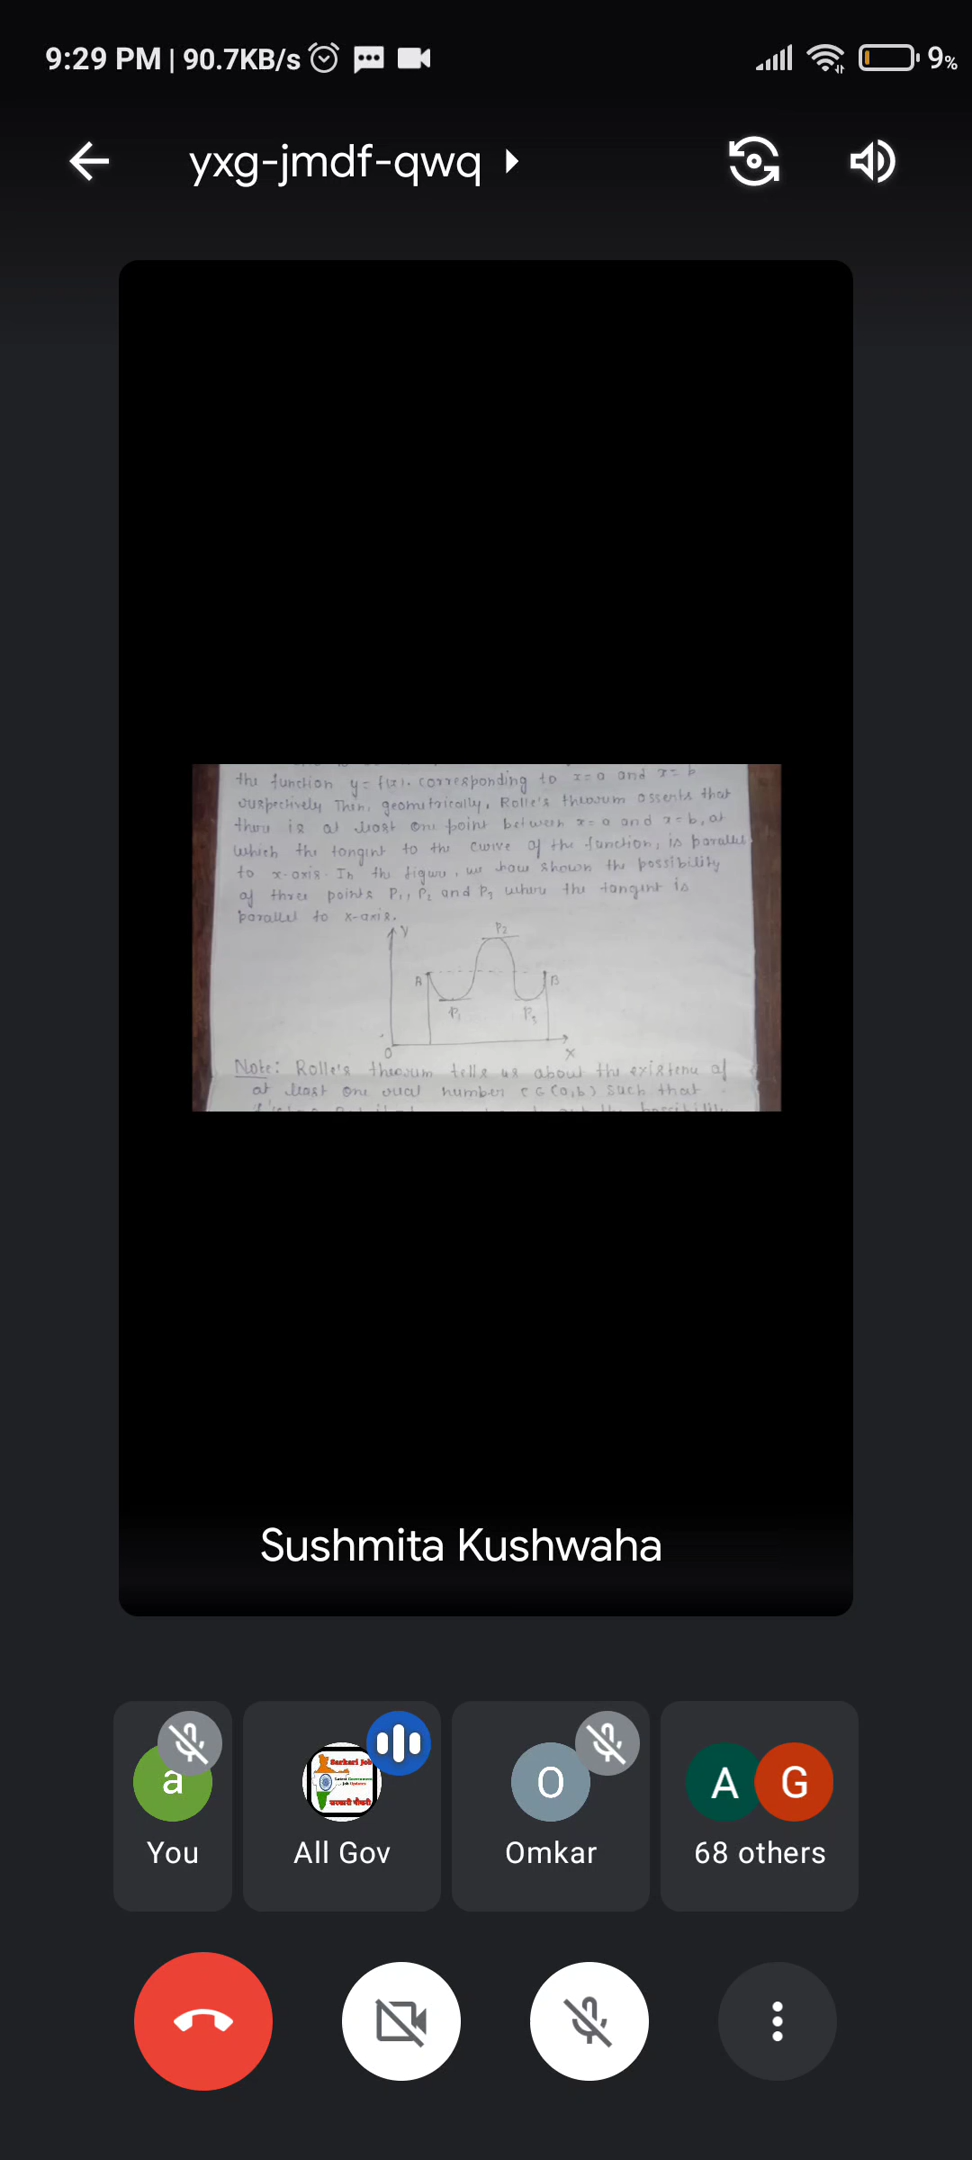 9:29 PM | 90.7KB/s
9%
yxg-jmdf-qwq
the function y = f(x). corresponding to x=a and x=b
respectively Then, geometrically, Rolle's theorem asserts that
there is at least one point between x=a and x=b, at
which the tangent to the curve of the function, is parallel
to x-axis. In the figure, we have shown the possibility
of three points P1, P2 and P3 where the tangent is
parallel to x-axis.
Y
P2
A
B
P1
P3
O
X
Note: Rolle's theorem tells us about the existence of
at least one real number c∈(a,b) such that
Sushmita Kushwaha
a
Sarkari Job
सरकारी नौकरी
O
A G
You
All Gov
Omkar
68 others